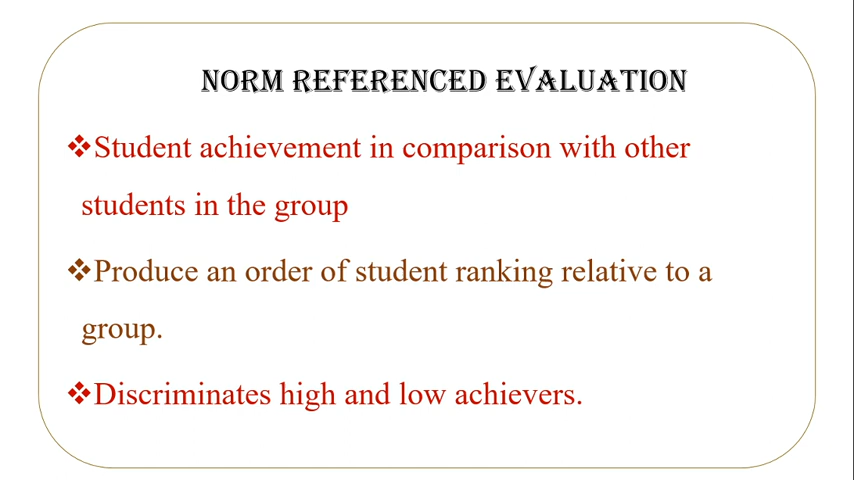 NORM REFERENCED EVALUATION
❖Student achievement in comparison with other
students in the group
❖Produce an order of student ranking relative to a
group.
❖Discriminates high and low achievers.